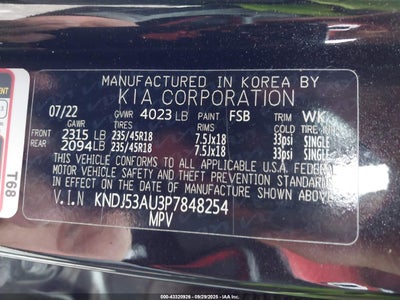 MANUFACTURED IN KOREA BY
KIA CORPORATION
07/22 GVWR 4023 LB PAINT FSB TRIM WK
GAWR TIRES RIMS COLD
FRONT 2315 LB 235/45R18 7.5Jx18 33psi SINGLE
REAR 2094 LB 235/45R18 7.5Jx18 33psi SINGLE
THIS VEHICLE CONFORMS TO ALL APPLICABLE U.S.A. FEDERAL
MOTOR VEHICLE SAFETY, BUMPER, AND THEFT PREVENTION STANDARDS
IN EFFECT ON THE DATE OF MANUFACTURE SHOWN ABOVE.
V.I.N KNDJ53AU3P7848254
MPV
T68
000-43320926 - 09/29/2025 - IAA Inc.